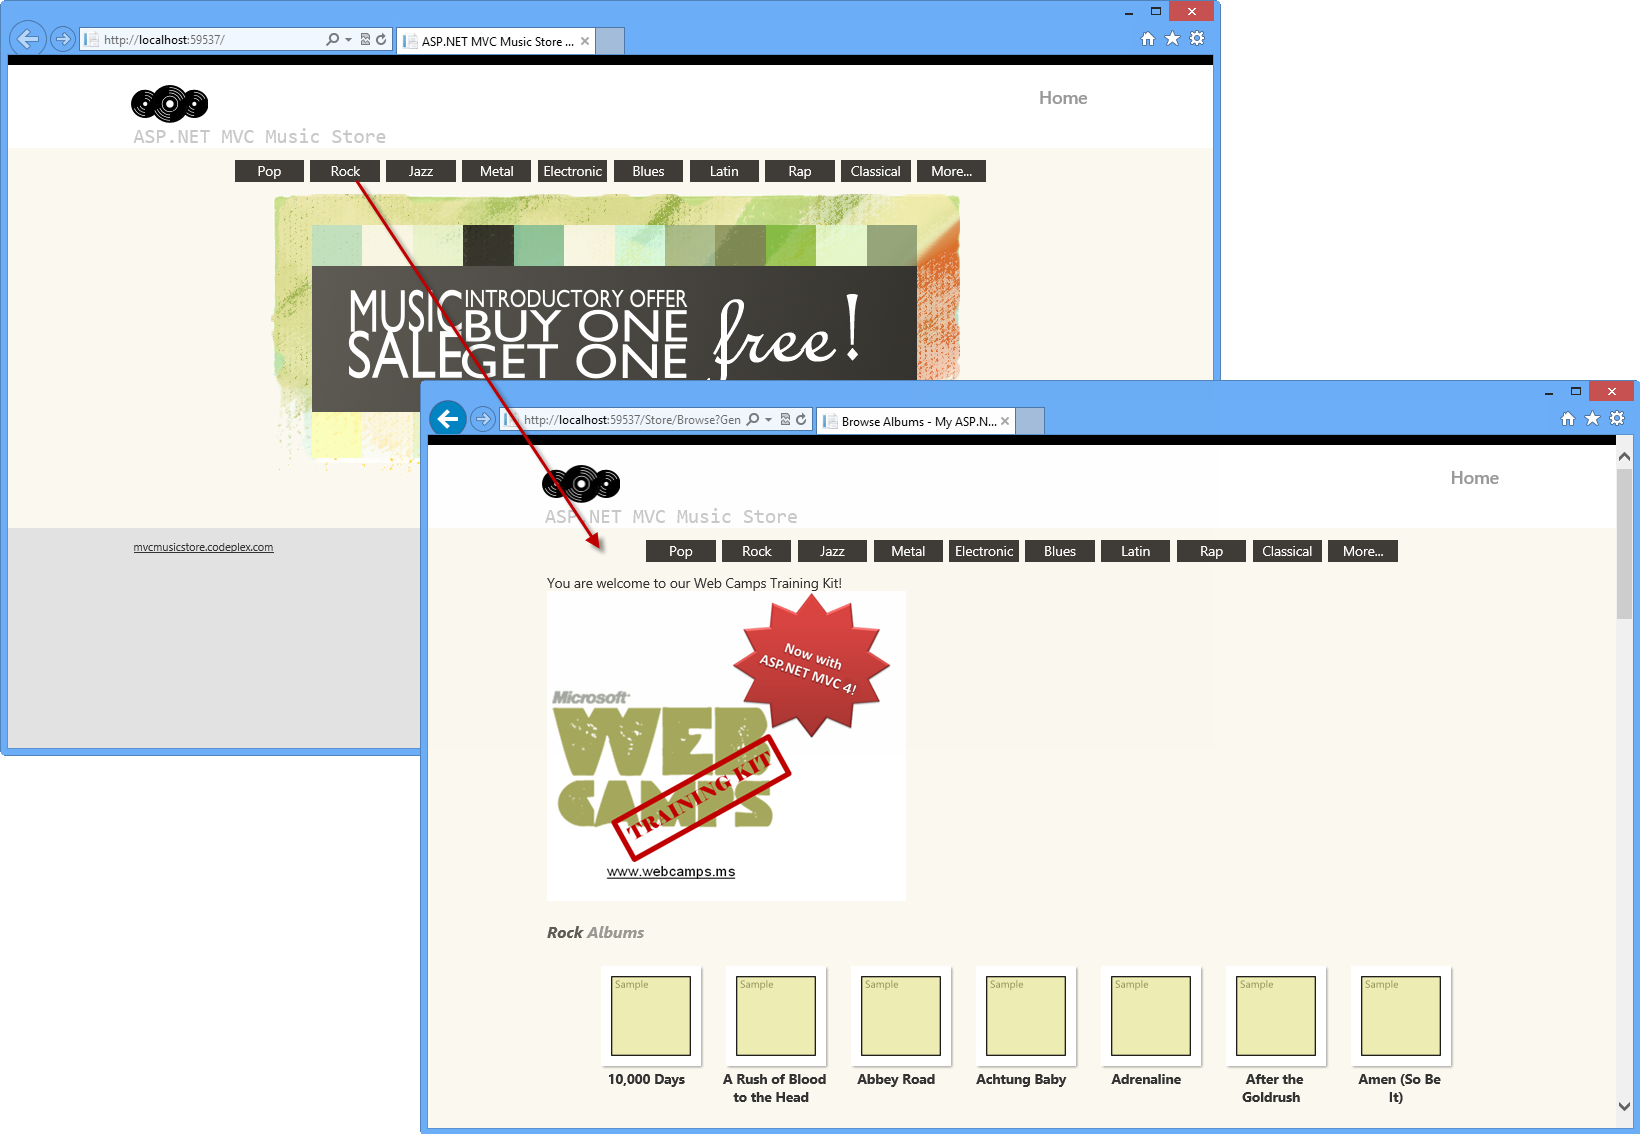 http://localhost:59537/
ASP.NET MVC Music Store ...
Home
ASP.NET MVC Music Store
Pop Rock Jazz Metal Electronic Blues Latin Rap Classical More...
MUSIC SALE
INTRODUCTORY OFFER
BUY ONE
GET ONE
free!
mvcmusicstore.codeplex.com
http://localhost:59537/Store/Browse?Gen
Browse Albums - My ASP.N...
Home
ASP.NET MVC Music Store
Pop Rock Jazz Metal Electronic Blues Latin Rap Classical More...
You are welcome to our Web Camps Training Kit!
Now with
ASP.NET MVC 4!
Microsoft
WEB
CAMPS
TRAINING KIT
www.webcamps.ms
Rock Albums
Sample Sample Sample Sample Sample Sample Sample
10,000 Days
A Rush of Blood
to the Head
Abbey Road
Achtung Baby
Adrenaline
After the
Goldrush
Amen (So Be
It)